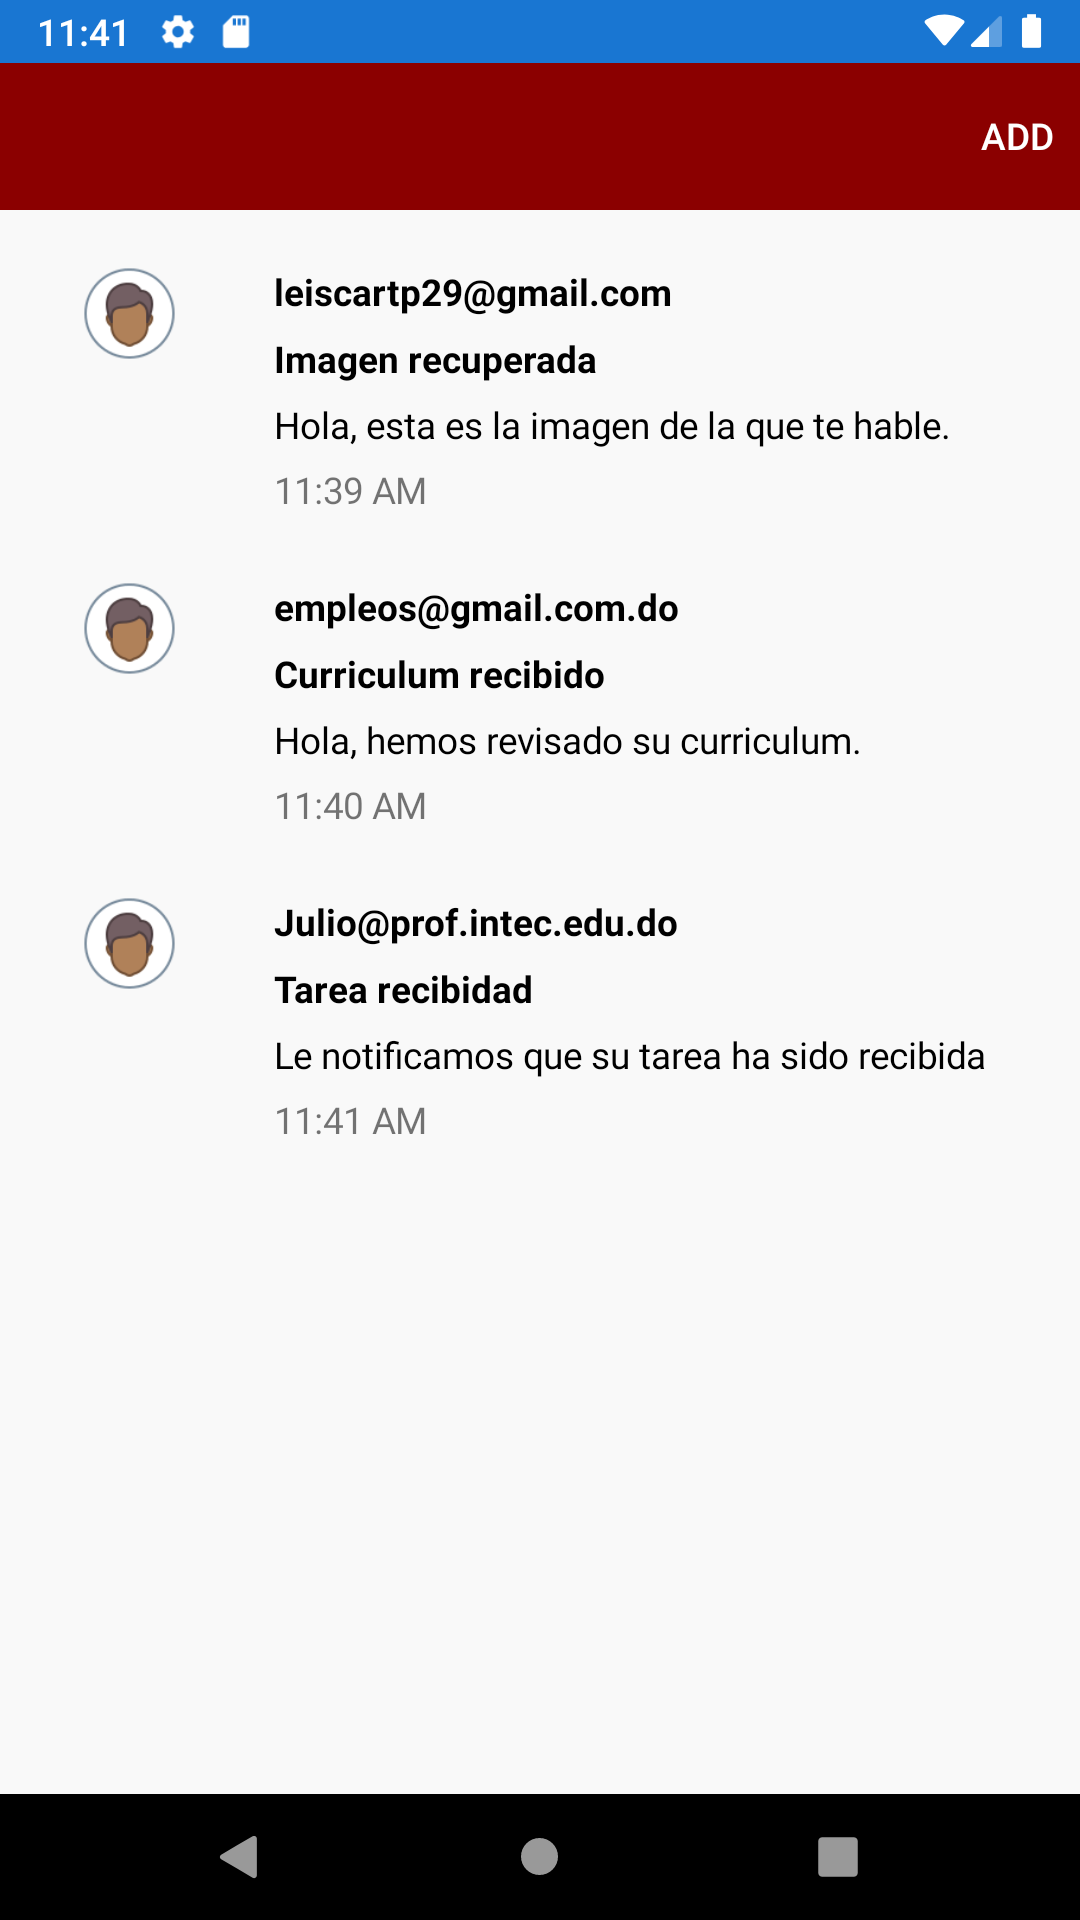 11:41
ADD
leiscartp29@gmail.com
Imagen recuperada
Hola, esta es la imagen de la que te hable.
11:39 AM
empleos@gmail.com.do
Curriculum recibido
Hola, hemos revisado su curriculum.
11:40 AM
Julio@prof.intec.edu.do
Tarea recibidad
Le notificamos que su tarea ha sido recibida
11:41 AM